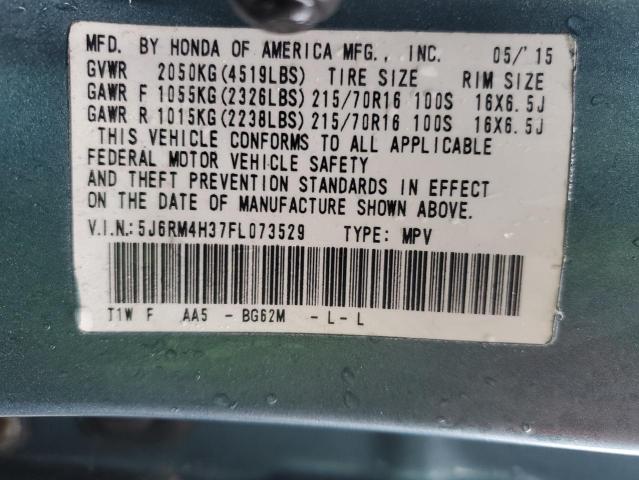 MFD. BY HONDA OF AMERICA MFG., INC. 05/'15
GVWR 2050KG(4519LBS) TIRE SIZE RIM SIZE
GAWR F 1055KG(2326LBS) 215/70R16 100S 16X6.5J
GAWR R 1015KG(2238LBS) 215/70R16 100S 16X6.5J
THIS VEHICLE CONFORMS TO ALL APPLICABLE
FEDERAL MOTOR VEHICLE SAFETY
AND THEFT PREVENTION STANDARDS IN EFFECT
ON THE DATE OF MANUFACTURE SHOWN ABOVE.
V.I.N.: 5J6RM4H37FL073529 TYPE: MPV
T1W F AA5 - BG62M - L - L